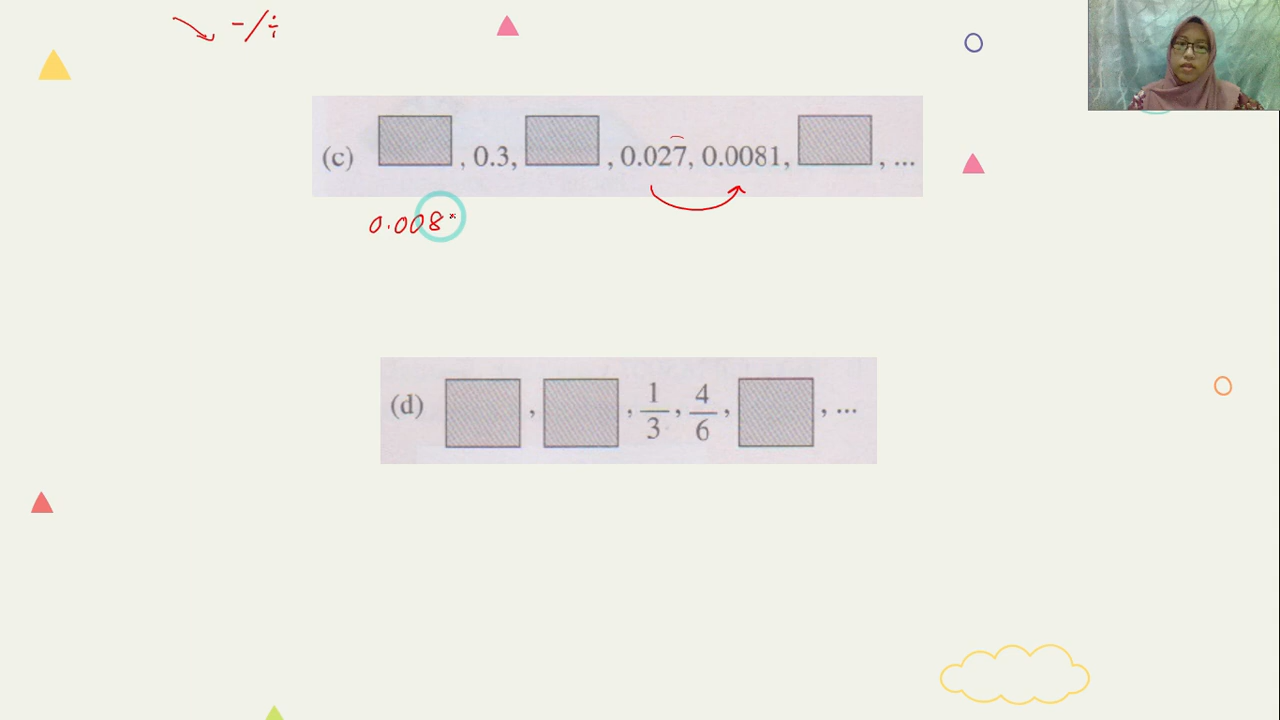 - / ÷
(c) , 0.3, , 0.027, 0.0081, , ...
0.008
(d) , , 1/3, 4/6, , ...